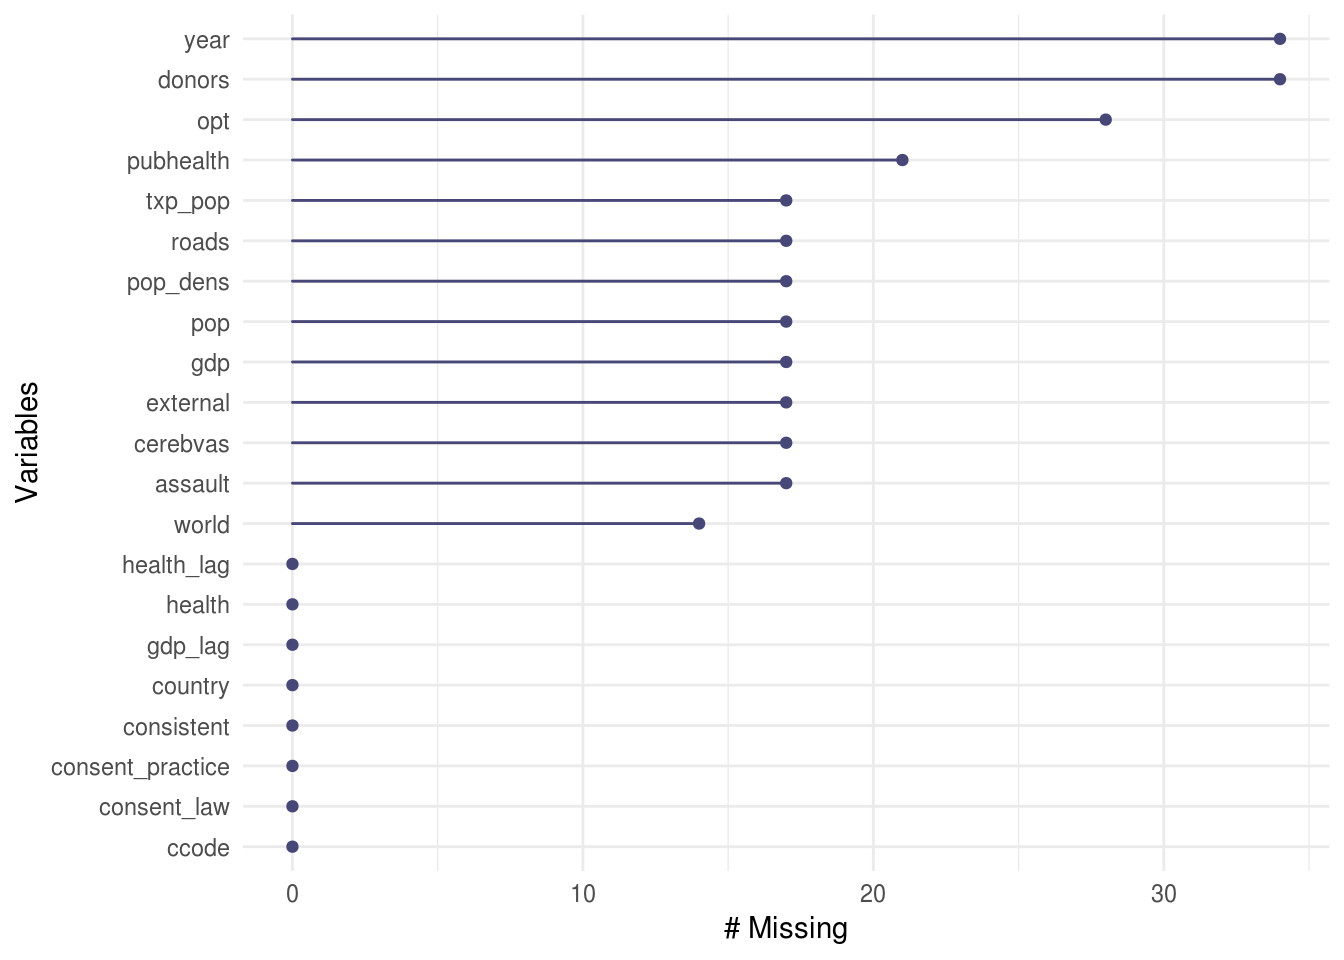 year
donors
opt
pubhealth
txp_pop
roads
pop_dens
pop
gdp
external
cerebvas
assault
world
health_lag
health
gdp_lag
country
consistent
consent_practice
consent_law
ccode
Variables
0 10 20 30
# Missing